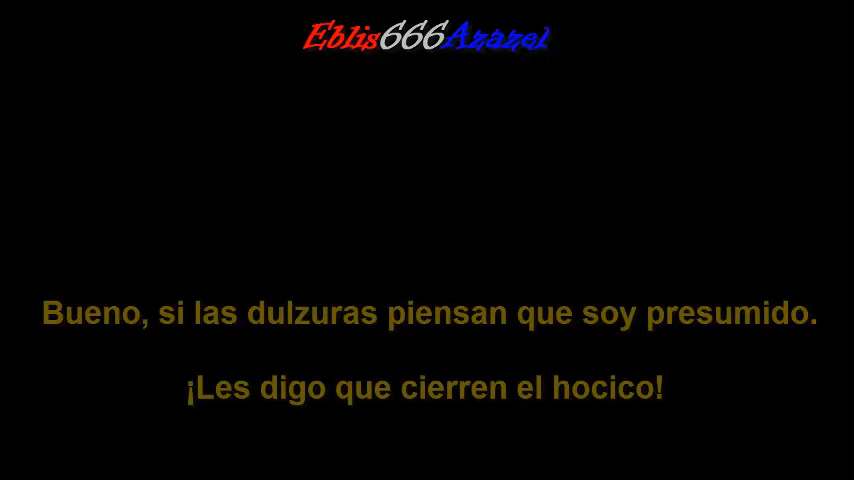 Eblis666Azazel
Bueno, si las dulzuras piensan que soy presumido.
¡Les digo que cierren el hocico!